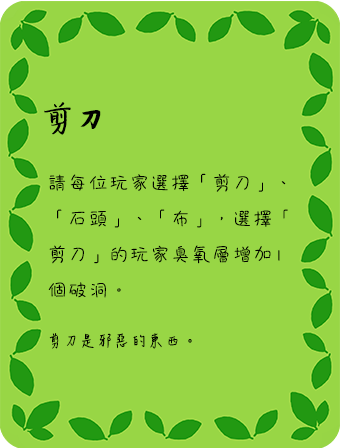 剪刀
請每位玩家選擇「剪刀」、
「石頭」、「布」，選擇「
剪刀」的玩家臭氧層增加1
個破洞。
剪刀是邪惡的東西。